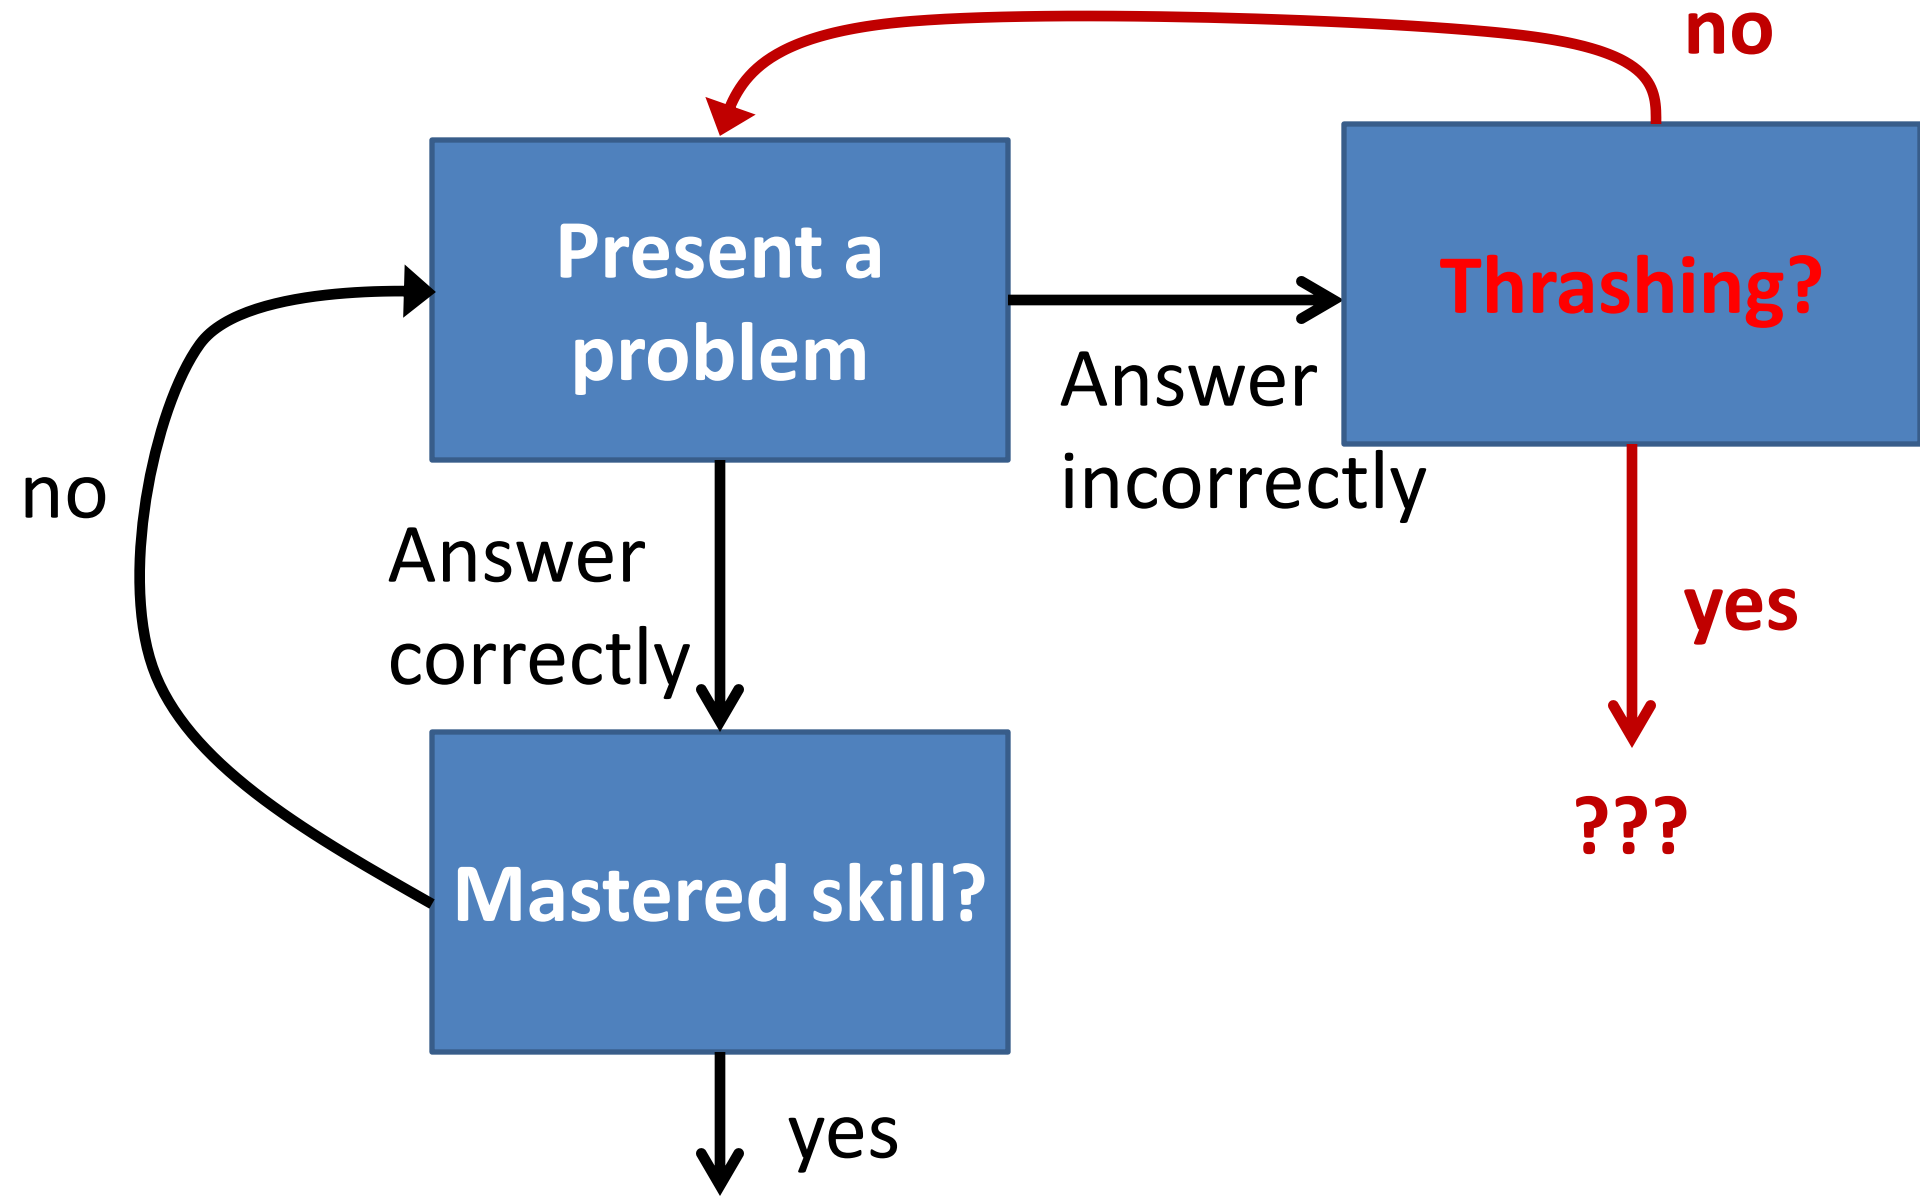 no
Present a
problem
Thrashing?
Answer
incorrectly
no
Answer
correctly
yes
???
Mastered skill?
yes